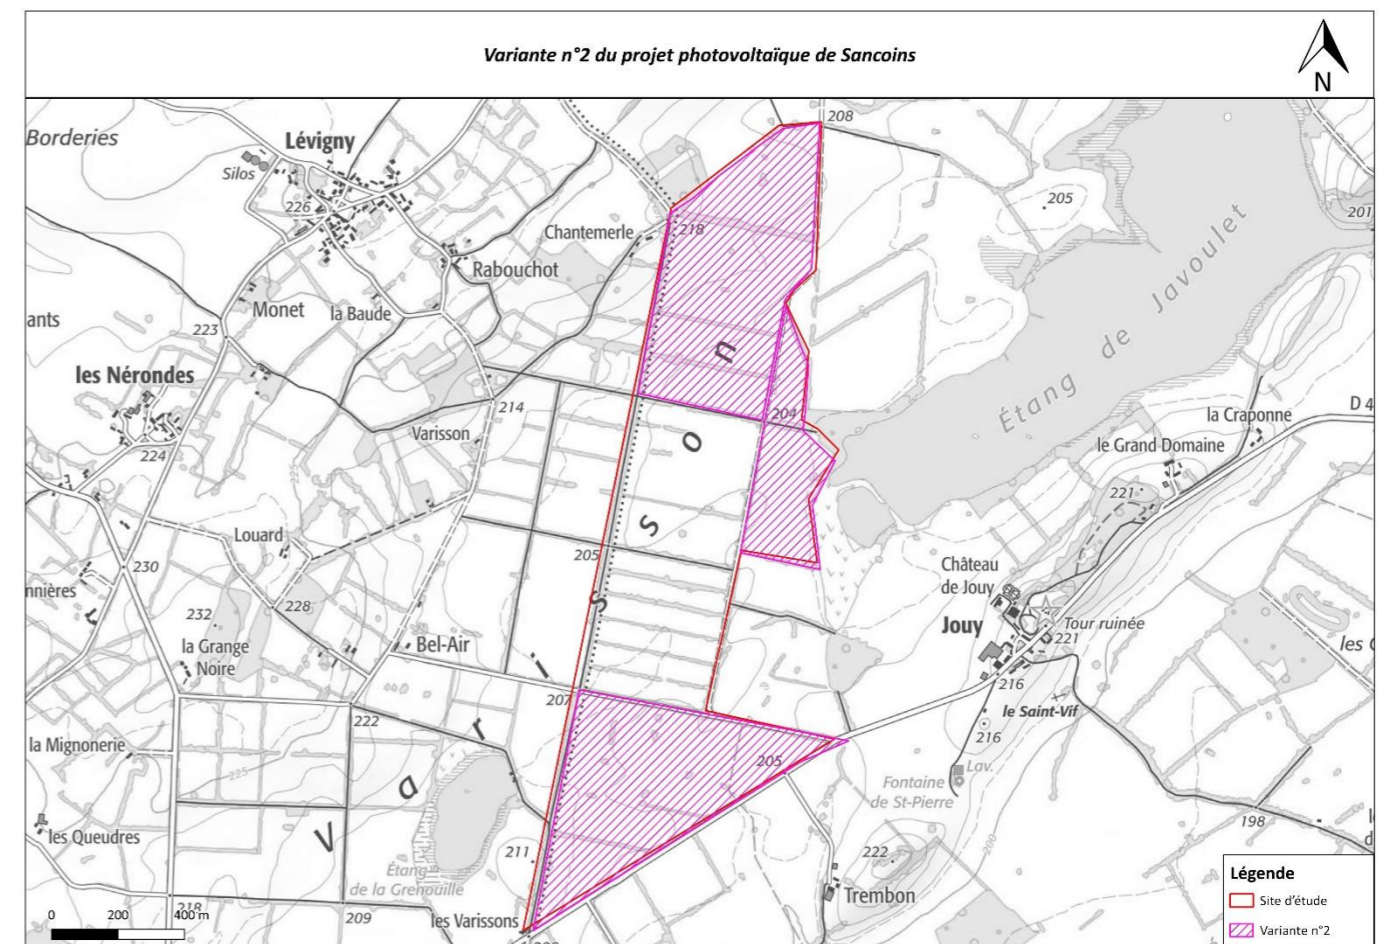 Variante n°2 du projet photovoltaïque de Sancoins
N
208
Borderies
Lévigny
Silos
226
205
201
Chantemerle
218
Rabouchot
Étang de Javoulet
Monet
la Baude
ants
223
n
les Nérondes
214
204
la Craponne
D 4
Varisson
o
le Grand Domaine
224
225
221
Louard
s
205
Château
de Jouy
230
nnières
228
s
232
Jouy
Tour ruinée
221
la Grange
Noire
Bel-Air
i
les
207
216
le Saint-Vif
222
r
216
la Mignonerie
205
Lav.
225
a
Fontaine
de St-Pierre
200
198
les Queudres
V
211
222
Étang
de la Grenouille
Trembon
Légende
Site d'étude
Variante n°2
218
209
les Varissons
0 200 400 m